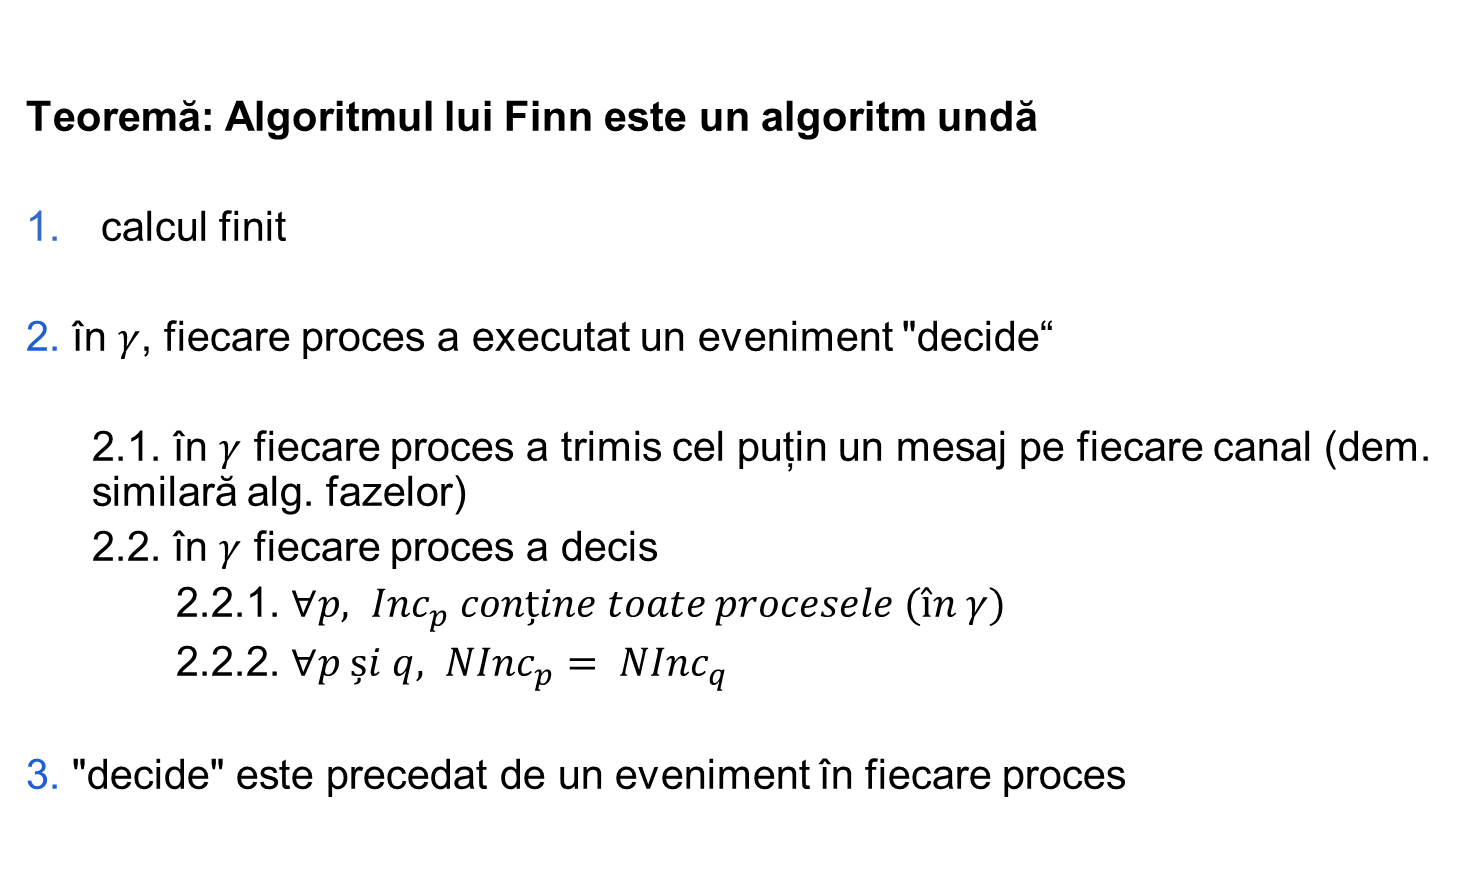 Teoremă: Algoritmul lui Finn este un algoritm undă
1. calcul finit
2. în γ, fiecare proces a executat un eveniment "decide“
2.1. în γ fiecare proces a trimis cel puțin un mesaj pe fiecare canal (dem.
similară alg. fazelor)
2.2. în γ fiecare proces a decis
2.2.1. ∀p, Inc_p conține toate procesele (în γ)
2.2.2. ∀p și q, NInc_p = NInc_q
3. "decide" este precedat de un eveniment în fiecare proces